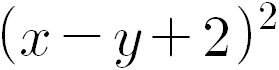 (x − y + 2)²